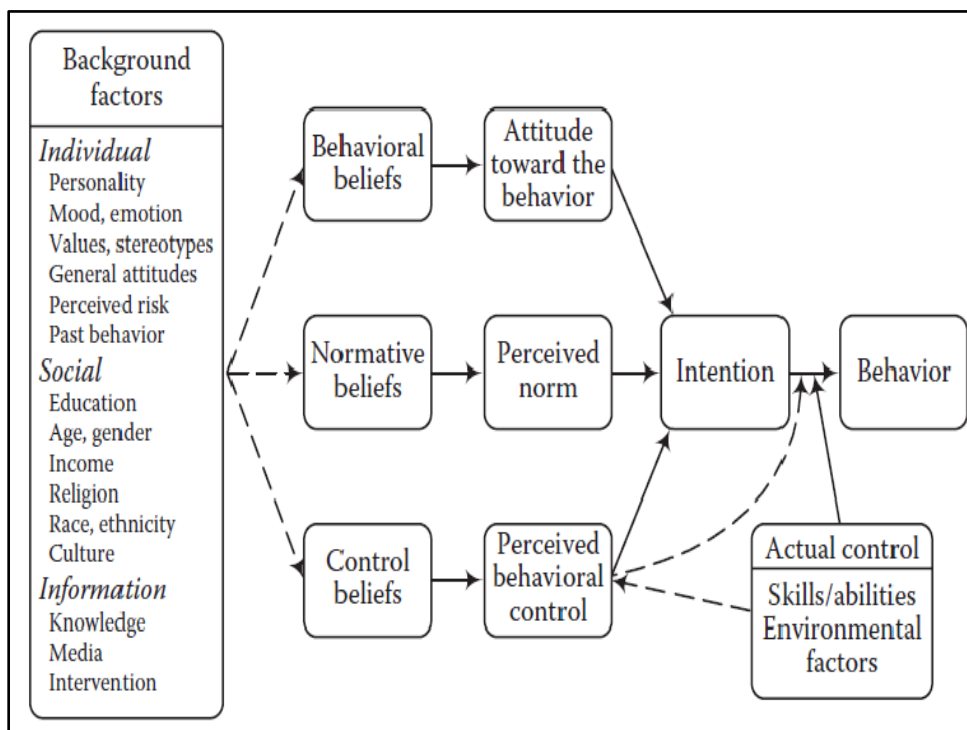 Background
factors
Individual
Personality
Mood, emotion
Values, stereotypes
General attitudes
Perceived risk
Past behavior
Social
Education
Age, gender
Income
Religion
Race, ethnicity
Culture
Information
Knowledge
Media
Intervention
Behavioral
beliefs
Attitude
toward the
behavior
Normative
beliefs
Perceived
norm
Intention
Behavior
Control
beliefs
Perceived
behavioral
control
Actual control
Skills/abilities
Environmental
factors